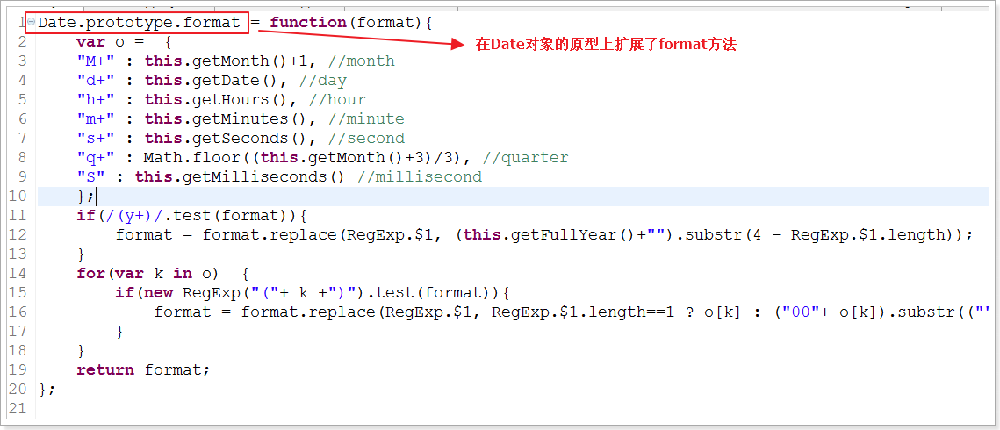 1 Date.prototype.format = function(format){
在Date对象的原型上扩展了format方法
2 var o = {
3 "M+" : this.getMonth()+1, //month
4 "d+" : this.getDate(), //day
5 "h+" : this.getHours(), //hour
6 "m+" : this.getMinutes(), //minute
7 "s+" : this.getSeconds(), //second
8 "q+" : Math.floor((this.getMonth()+3)/3), //quarter
9 "S" : this.getMilliseconds() //millisecond
10 };
11 if(/(y+)/.test(format)){
12 format = format.replace(RegExp.$1, (this.getFullYear()+"").substr(4 - RegExp.$1.length));
13 }
14 for(var k in o) {
15 if(new RegExp("("+ k +")").test(format)){
16 format = format.replace(RegExp.$1, RegExp.$1.length==1 ? o[k] : ("00"+ o[k]).substr((""
17 }
18 }
19 return format;
20 };
21